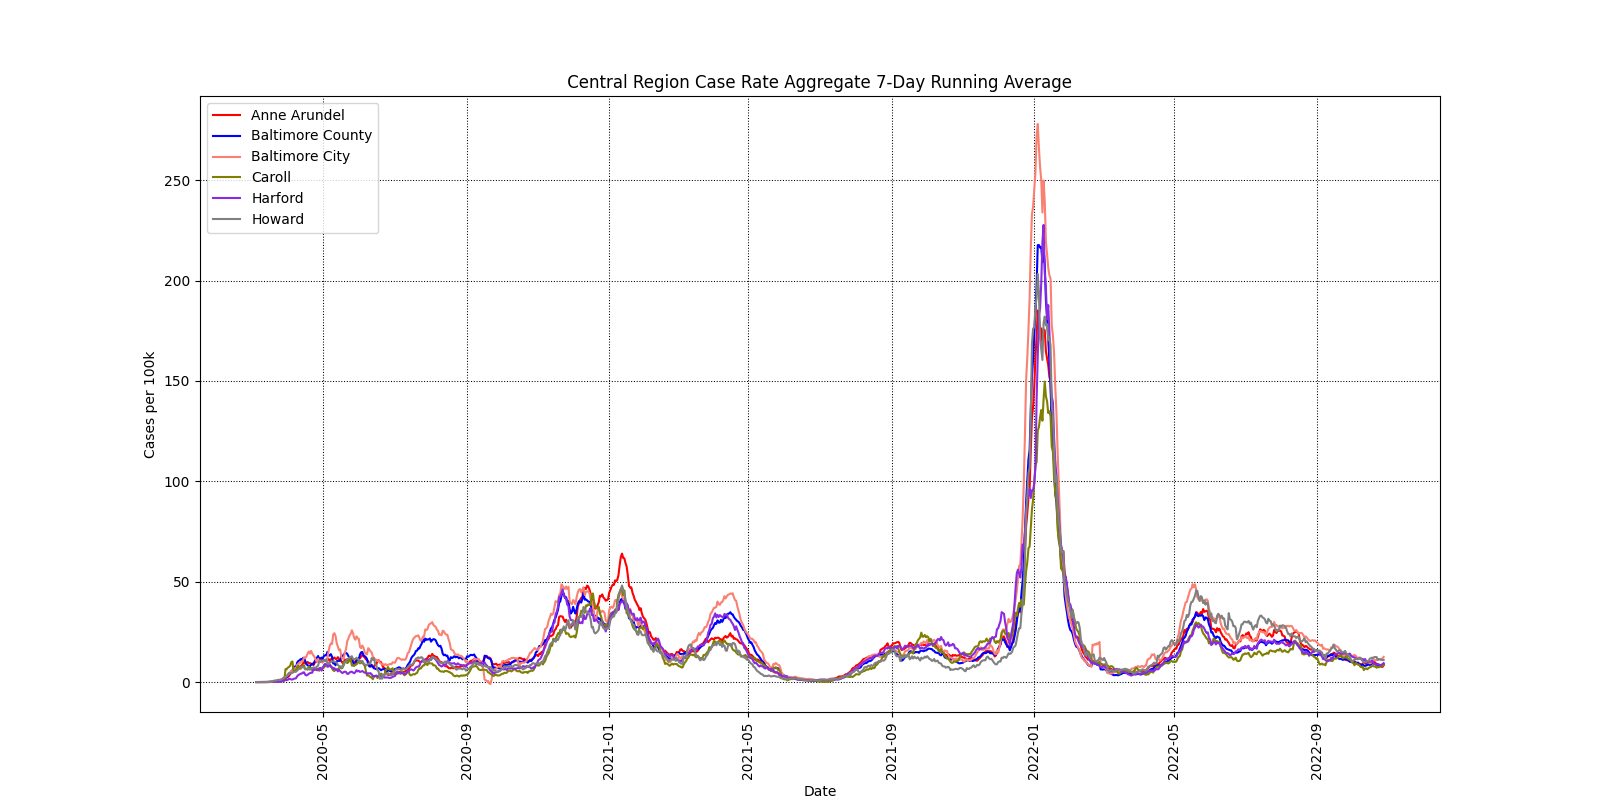 Central Region Case Rate Aggregate 7-Day Running Average
Anne Arundel
Baltimore County
Baltimore City
Caroll
Harford
Howard
250
200
150
100
50
0
Cases per 100k
2020-05
2020-09
2021-01
2021-05
2021-09
2022-01
2022-05
2022-09
Date